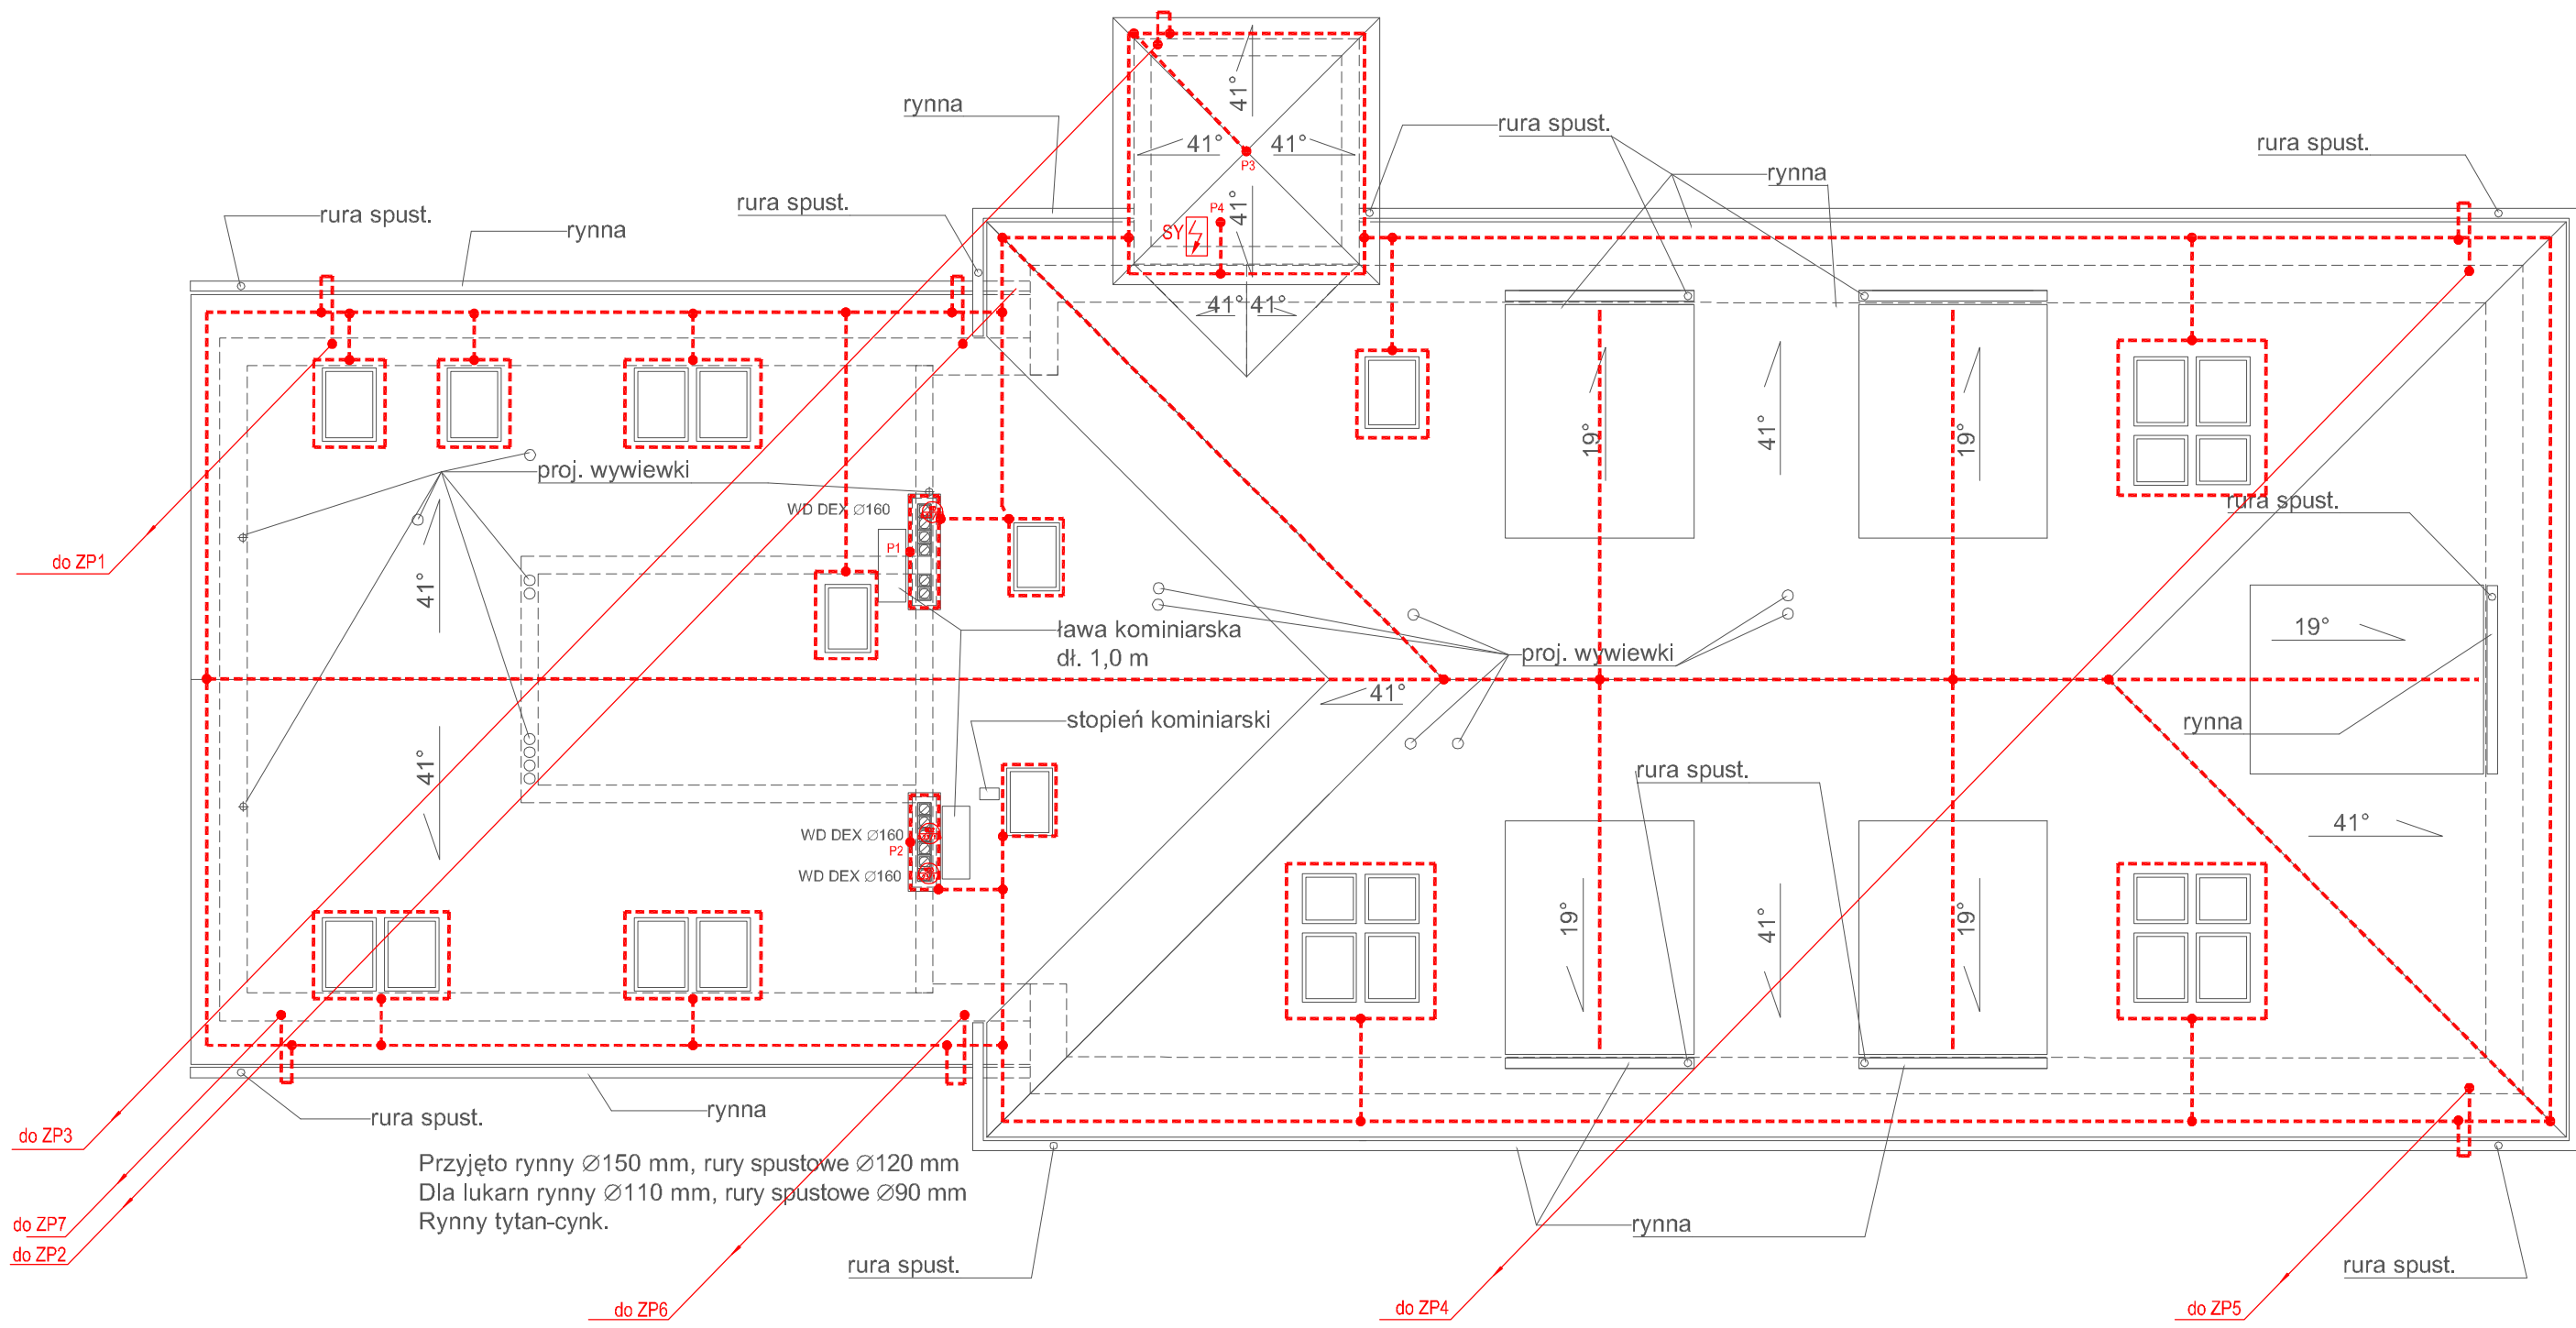 rynna
41°
rura spust.
rura spust.
41°
41°
rynna
P3
rura spust.
rura spust.
P4
41°
rynna
SY
41°
41°
19°
41°
19°
proj. wywiewki
WD DEX ∅160
rura spust.
P1
do ZP1
41°
ława kominiarska
dł. 1,0 m
19°
proj. wywiewki
41°
stopień kominiarski
rynna
41°
rura spust.
WD DEX ∅160
P2
41°
WD DEX ∅160
19°
41°
19°
rura spust.
rynna
do ZP3
Przyjęto rynny ∅150 mm, rury spustowe ∅120 mm
Dla lukarn rynny ∅110 mm, rury spustowe ∅90 mm
Rynny tytan-cynk.
do ZP7
do ZP2
rynna
rura spust.
rura spust.
do ZP6
do ZP4
do ZP5